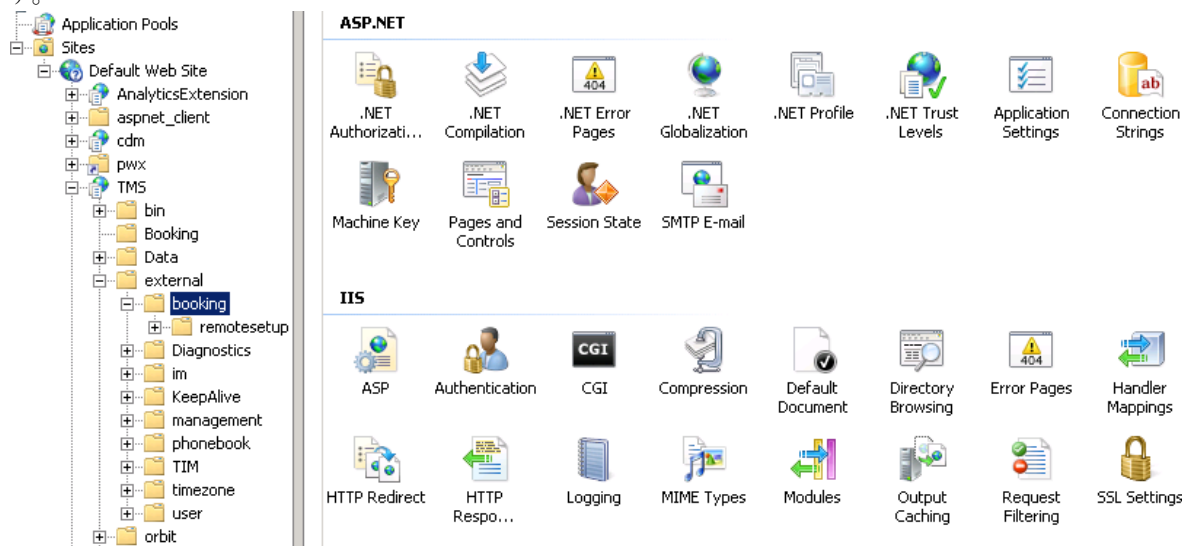 Application Pools
Sites
Default Web Site
AnalyticsExtension
aspnet_client
cdm
pwx
TMS
bin
Booking
Data
external
booking
remotesetup
Diagnostics
im
KeepAlive
management
phonebook
TIM
timezone
user
orbit
ASP.NET
.NET Authorizati...
.NET Compilation
404
.NET Error Pages
.NET Globalization
.NET Profile
.NET Trust Levels
Application Settings
ab
Connection Strings
Machine Key
Pages and Controls
Session State
SMTP E-mail
IIS
ASP
Authentication
CGI
CGI
Compression
Default Document
Directory Browsing
404
Error Pages
Handler Mappings
HTTP Redirect
HTTP Respo...
Logging
MIME Types
Modules
Output Caching
Request Filtering
SSL Settings